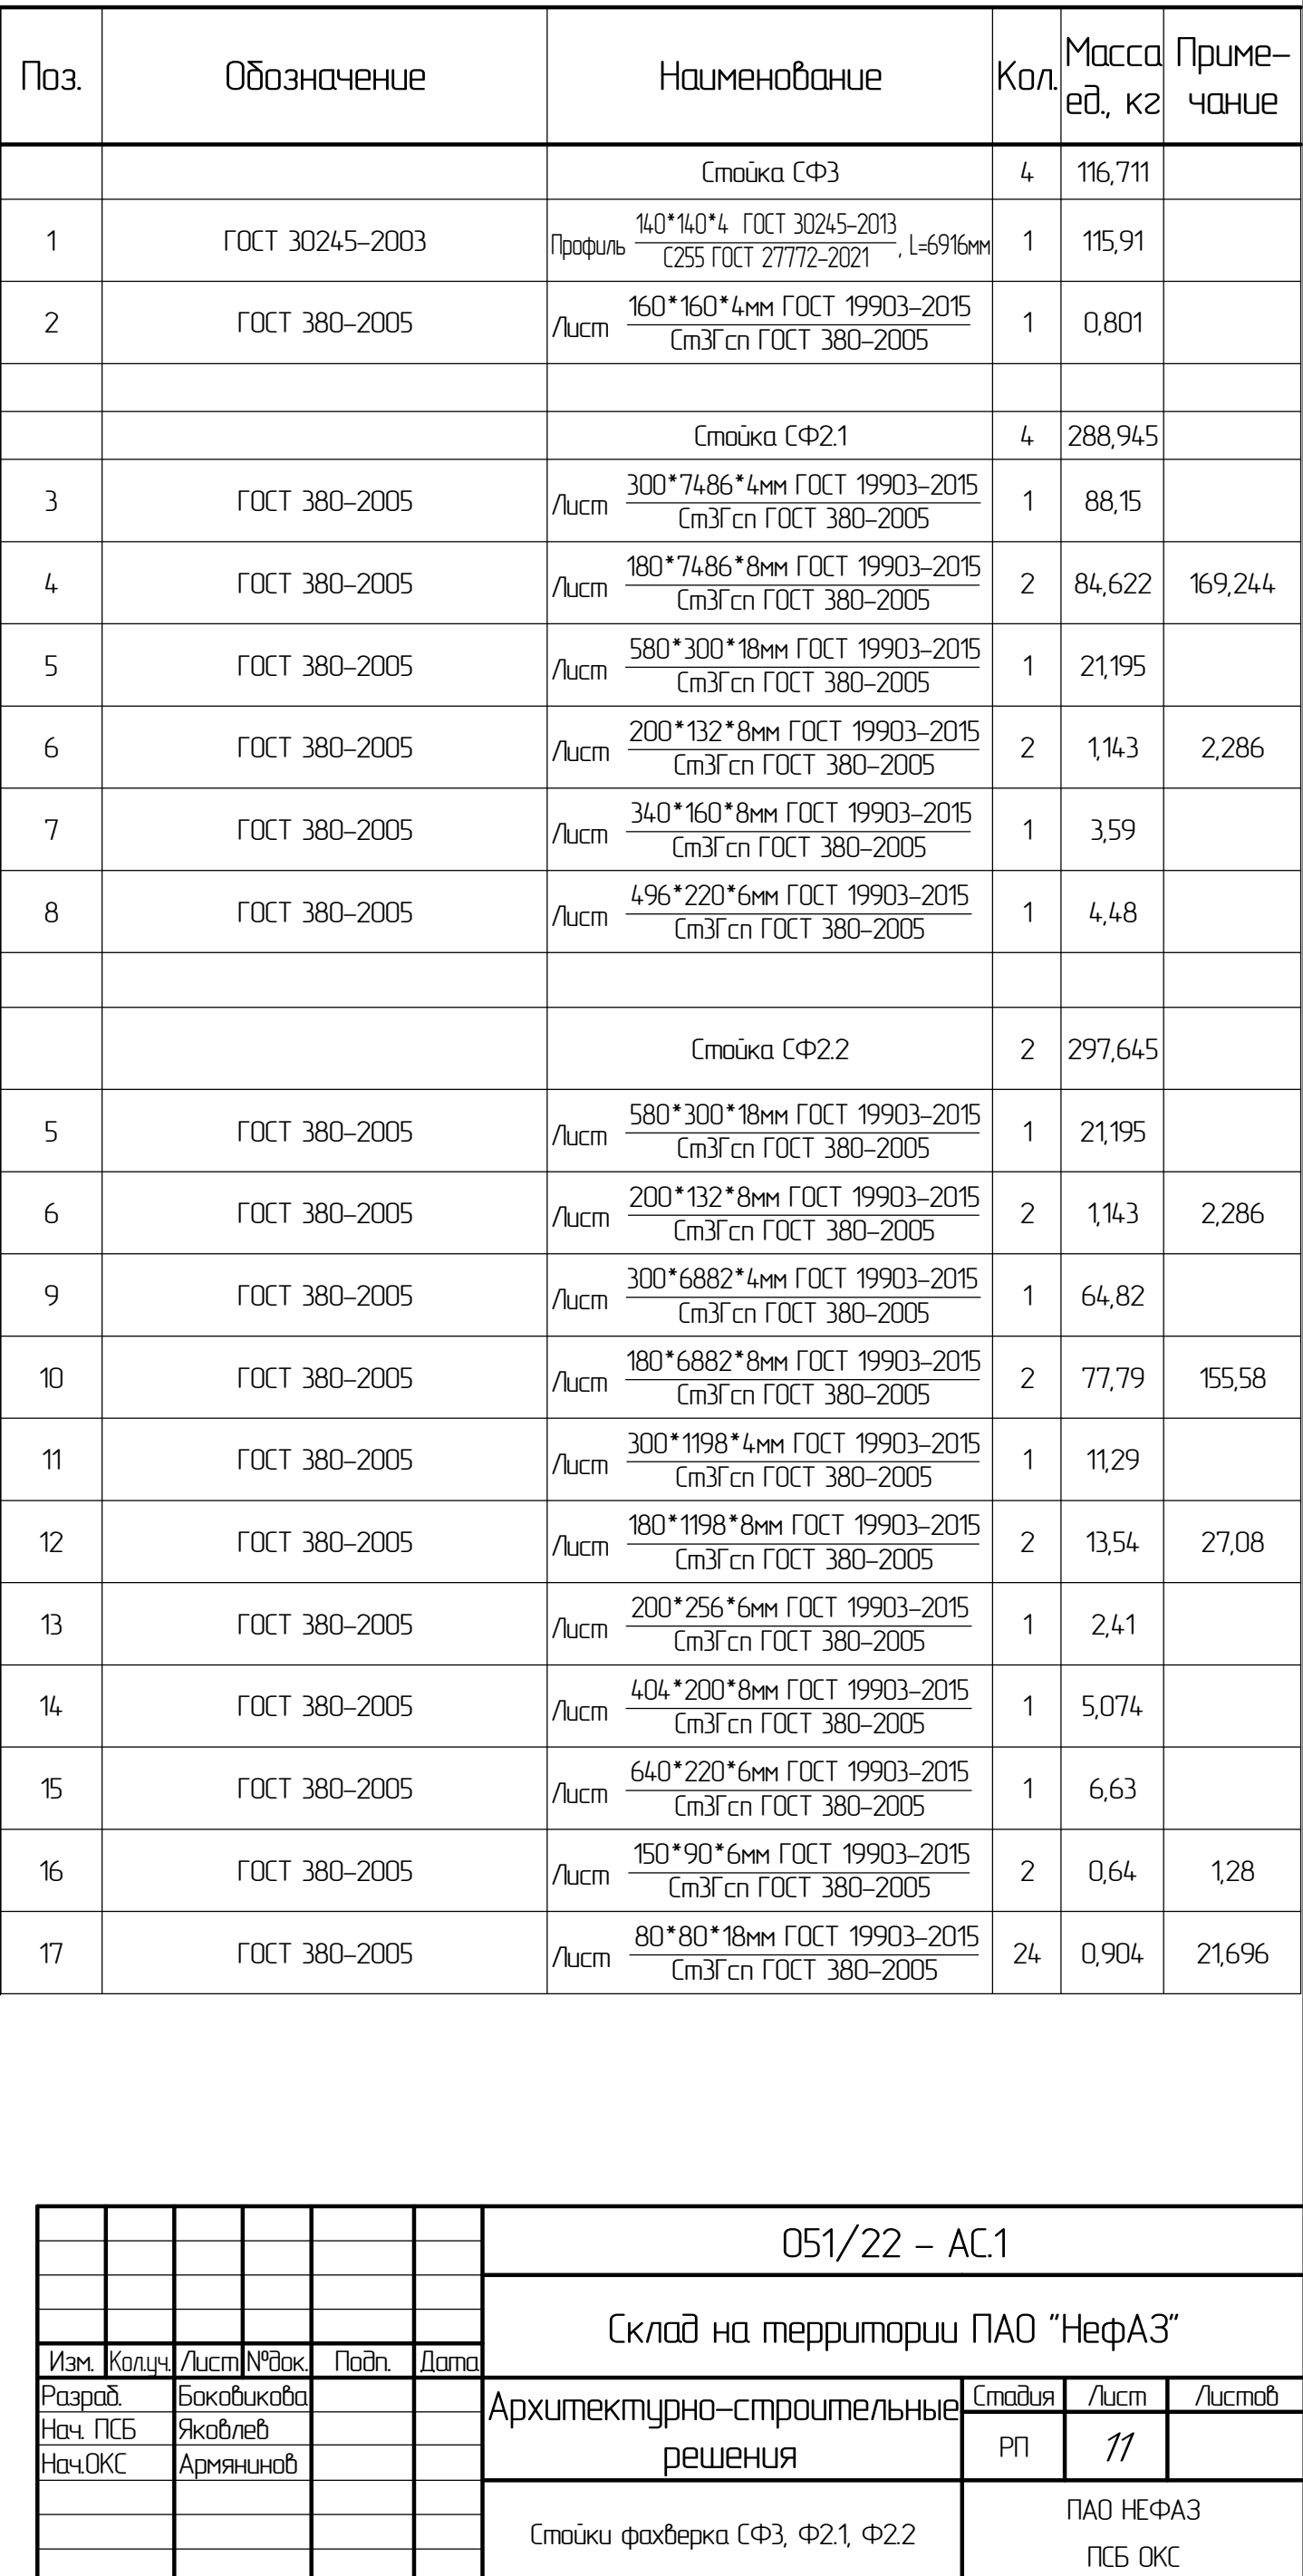 Поз. Обозначение Наименование Кол. Масса ед., кг Приме- чание
Стойка СФ3 4 116,711
1 ГОСТ 30245-2003 Профиль 140*140*4 ГОСТ 30245-2013 / С255 ГОСТ 27772-2021 , L=6916мм 1 115,91
2 ГОСТ 380-2005 Лист 160*160*4мм ГОСТ 19903-2015 / Ст3Гсп ГОСТ 380-2005 1 0,801
Стойка СФ2.1 4 288,945
3 ГОСТ 380-2005 Лист 300*7486*4мм ГОСТ 19903-2015 / Ст3Гсп ГОСТ 380-2005 1 88,15
4 ГОСТ 380-2005 Лист 180*7486*8мм ГОСТ 19903-2015 / Ст3Гсп ГОСТ 380-2005 2 84,622 169,244
5 ГОСТ 380-2005 Лист 580*300*18мм ГОСТ 19903-2015 / Ст3Гсп ГОСТ 380-2005 1 21,195
6 ГОСТ 380-2005 Лист 200*132*8мм ГОСТ 19903-2015 / Ст3Гсп ГОСТ 380-2005 2 1,143 2,286
7 ГОСТ 380-2005 Лист 340*160*8мм ГОСТ 19903-2015 / Ст3Гсп ГОСТ 380-2005 1 3,59
8 ГОСТ 380-2005 Лист 496*220*6мм ГОСТ 19903-2015 / Ст3Гсп ГОСТ 380-2005 1 4,48
Стойка СФ2.2 2 297,645
5 ГОСТ 380-2005 Лист 580*300*18мм ГОСТ 19903-2015 / Ст3Гсп ГОСТ 380-2005 1 21,195
6 ГОСТ 380-2005 Лист 200*132*8мм ГОСТ 19903-2015 / Ст3Гсп ГОСТ 380-2005 2 1,143 2,286
9 ГОСТ 380-2005 Лист 300*6882*4мм ГОСТ 19903-2015 / Ст3Гсп ГОСТ 380-2005 1 64,82
10 ГОСТ 380-2005 Лист 180*6882*8мм ГОСТ 19903-2015 / Ст3Гсп ГОСТ 380-2005 2 77,79 155,58
11 ГОСТ 380-2005 Лист 300*1198*4мм ГОСТ 19903-2015 / Ст3Гсп ГОСТ 380-2005 1 11,29
12 ГОСТ 380-2005 Лист 180*1198*8мм ГОСТ 19903-2015 / Ст3Гсп ГОСТ 380-2005 2 13,54 27,08
13 ГОСТ 380-2005 Лист 200*256*6мм ГОСТ 19903-2015 / Ст3Гсп ГОСТ 380-2005 1 2,41
14 ГОСТ 380-2005 Лист 404*200*8мм ГОСТ 19903-2015 / Ст3Гсп ГОСТ 380-2005 1 5,074
15 ГОСТ 380-2005 Лист 640*220*6мм ГОСТ 19903-2015 / Ст3Гсп ГОСТ 380-2005 1 6,63
16 ГОСТ 380-2005 Лист 150*90*6мм ГОСТ 19903-2015 / Ст3Гсп ГОСТ 380-2005 2 0,64 1,28
17 ГОСТ 380-2005 Лист 80*80*18мм ГОСТ 19903-2015 / Ст3Гсп ГОСТ 380-2005 24 0,904 21,696
051/22 - АС.1
Склад на территории ПАО "НефАЗ"
Изм. Кол.уч. Лист №док. Подп. Дата
Разраб. Боковикова
Нач. ПСБ Яковлев
Нач.ОКС Армянинов
Архитектурно-строительные
решения
Стадия Лист Листов
РП 11
Стойки фахверка СФ3, Ф2.1, Ф2.2
ПАО НЕФАЗ
ПСБ ОКС